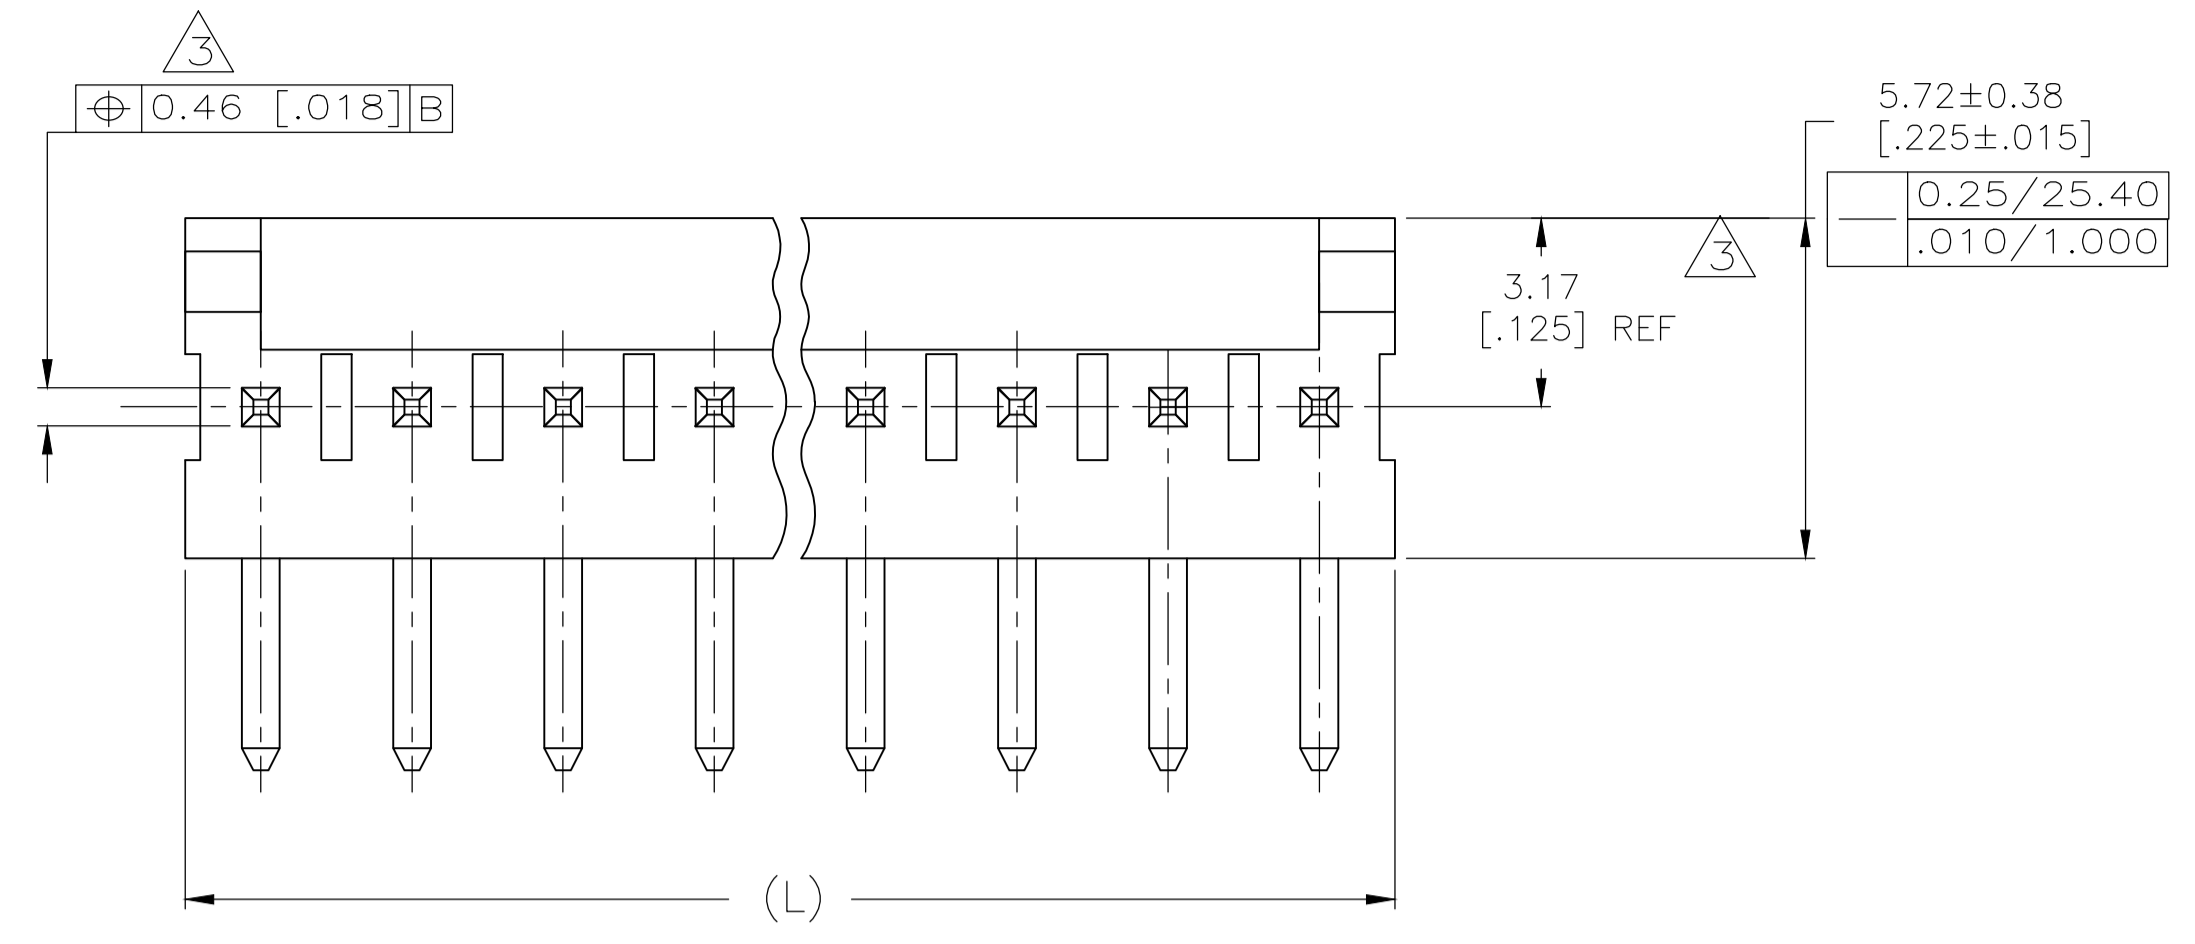 3
⌖ 0.46 [.018] B
5.72±0.38
[.225±.015]
— 0.25/25.40
.010/1.000
3
3.17
[.125] REF
(L)